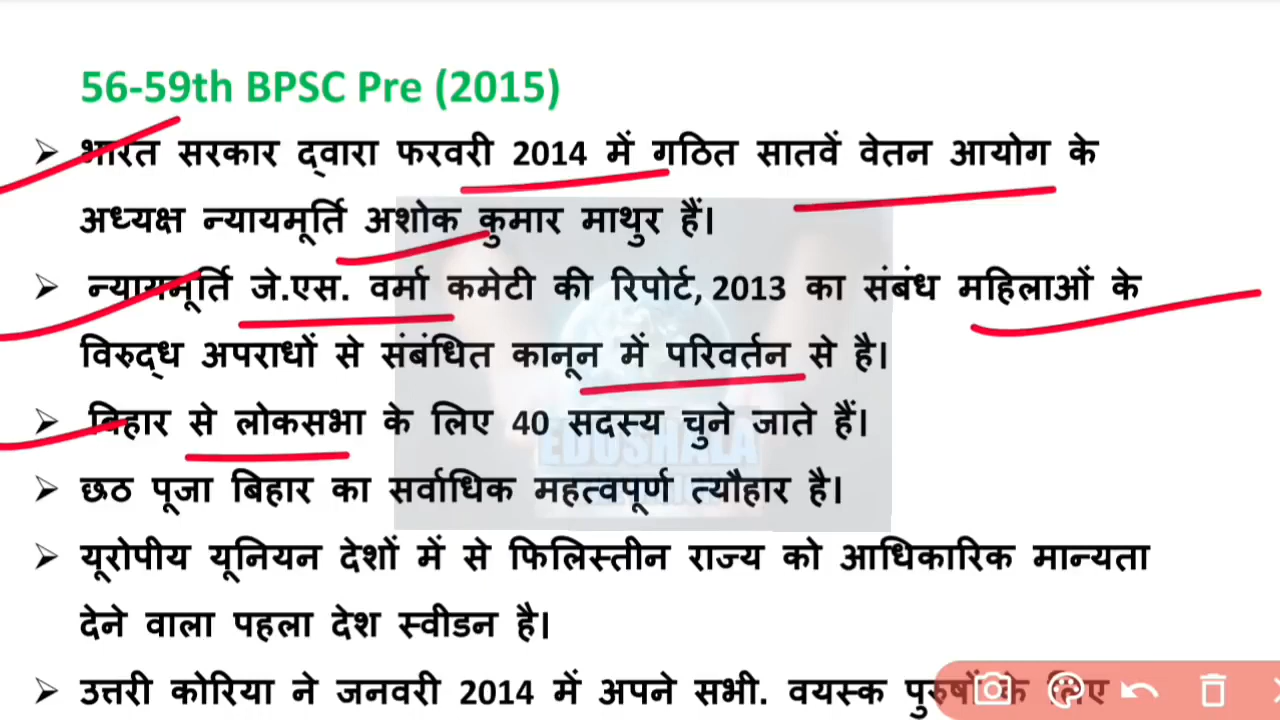 56-59th BPSC Pre (2015)
➢ भारत सरकार द्वारा फरवरी 2014 में गठित सातवें वेतन आयोग के
अध्यक्ष न्यायमूर्ति अशोक कुमार माथुर हैं।
➢ न्यायमूर्ति जे.एस. वर्मा कमेटी की रिपोर्ट, 2013 का संबंध महिलाओं के
विरुद्ध अपराधों से संबंधित कानून में परिवर्तन से है।
➢ बिहार से लोकसभा के लिए 40 सदस्य चुने जाते हैं।
EDUSHALA
➢ छठ पूजा बिहार का सर्वाधिक महत्वपूर्ण त्यौहार है।
➢ यूरोपीय यूनियन देशों में से फिलिस्तीन राज्य को आधिकारिक मान्यता
देने वाला पहला देश स्वीडन है।
➢ उत्तरी कोरिया ने जनवरी 2014 में अपने सभी. वयस्क पुरुषों के लिए